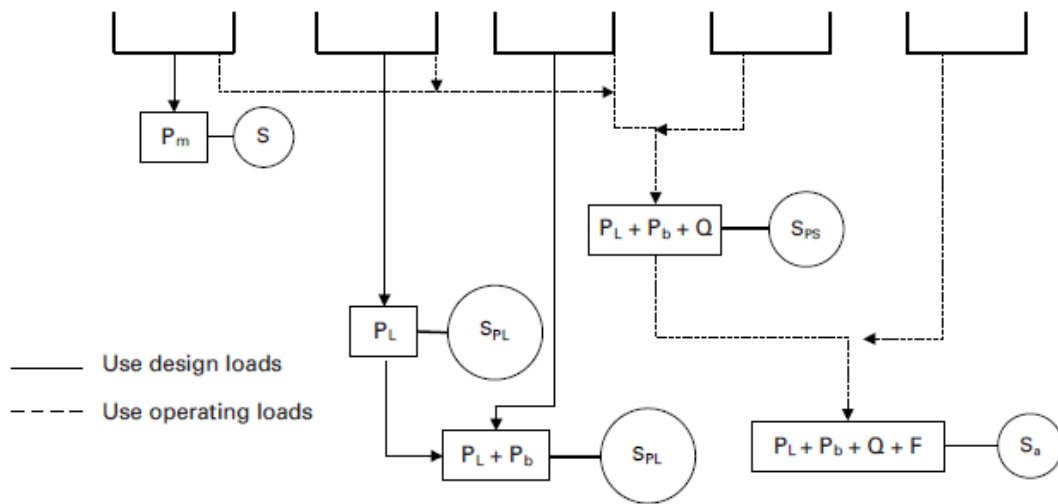 Pm
S
PL + Pb + Q
SPS
PL
SPL
Use design loads
Use operating loads
PL + Pb
SPL
PL + Pb + Q + F
Sa